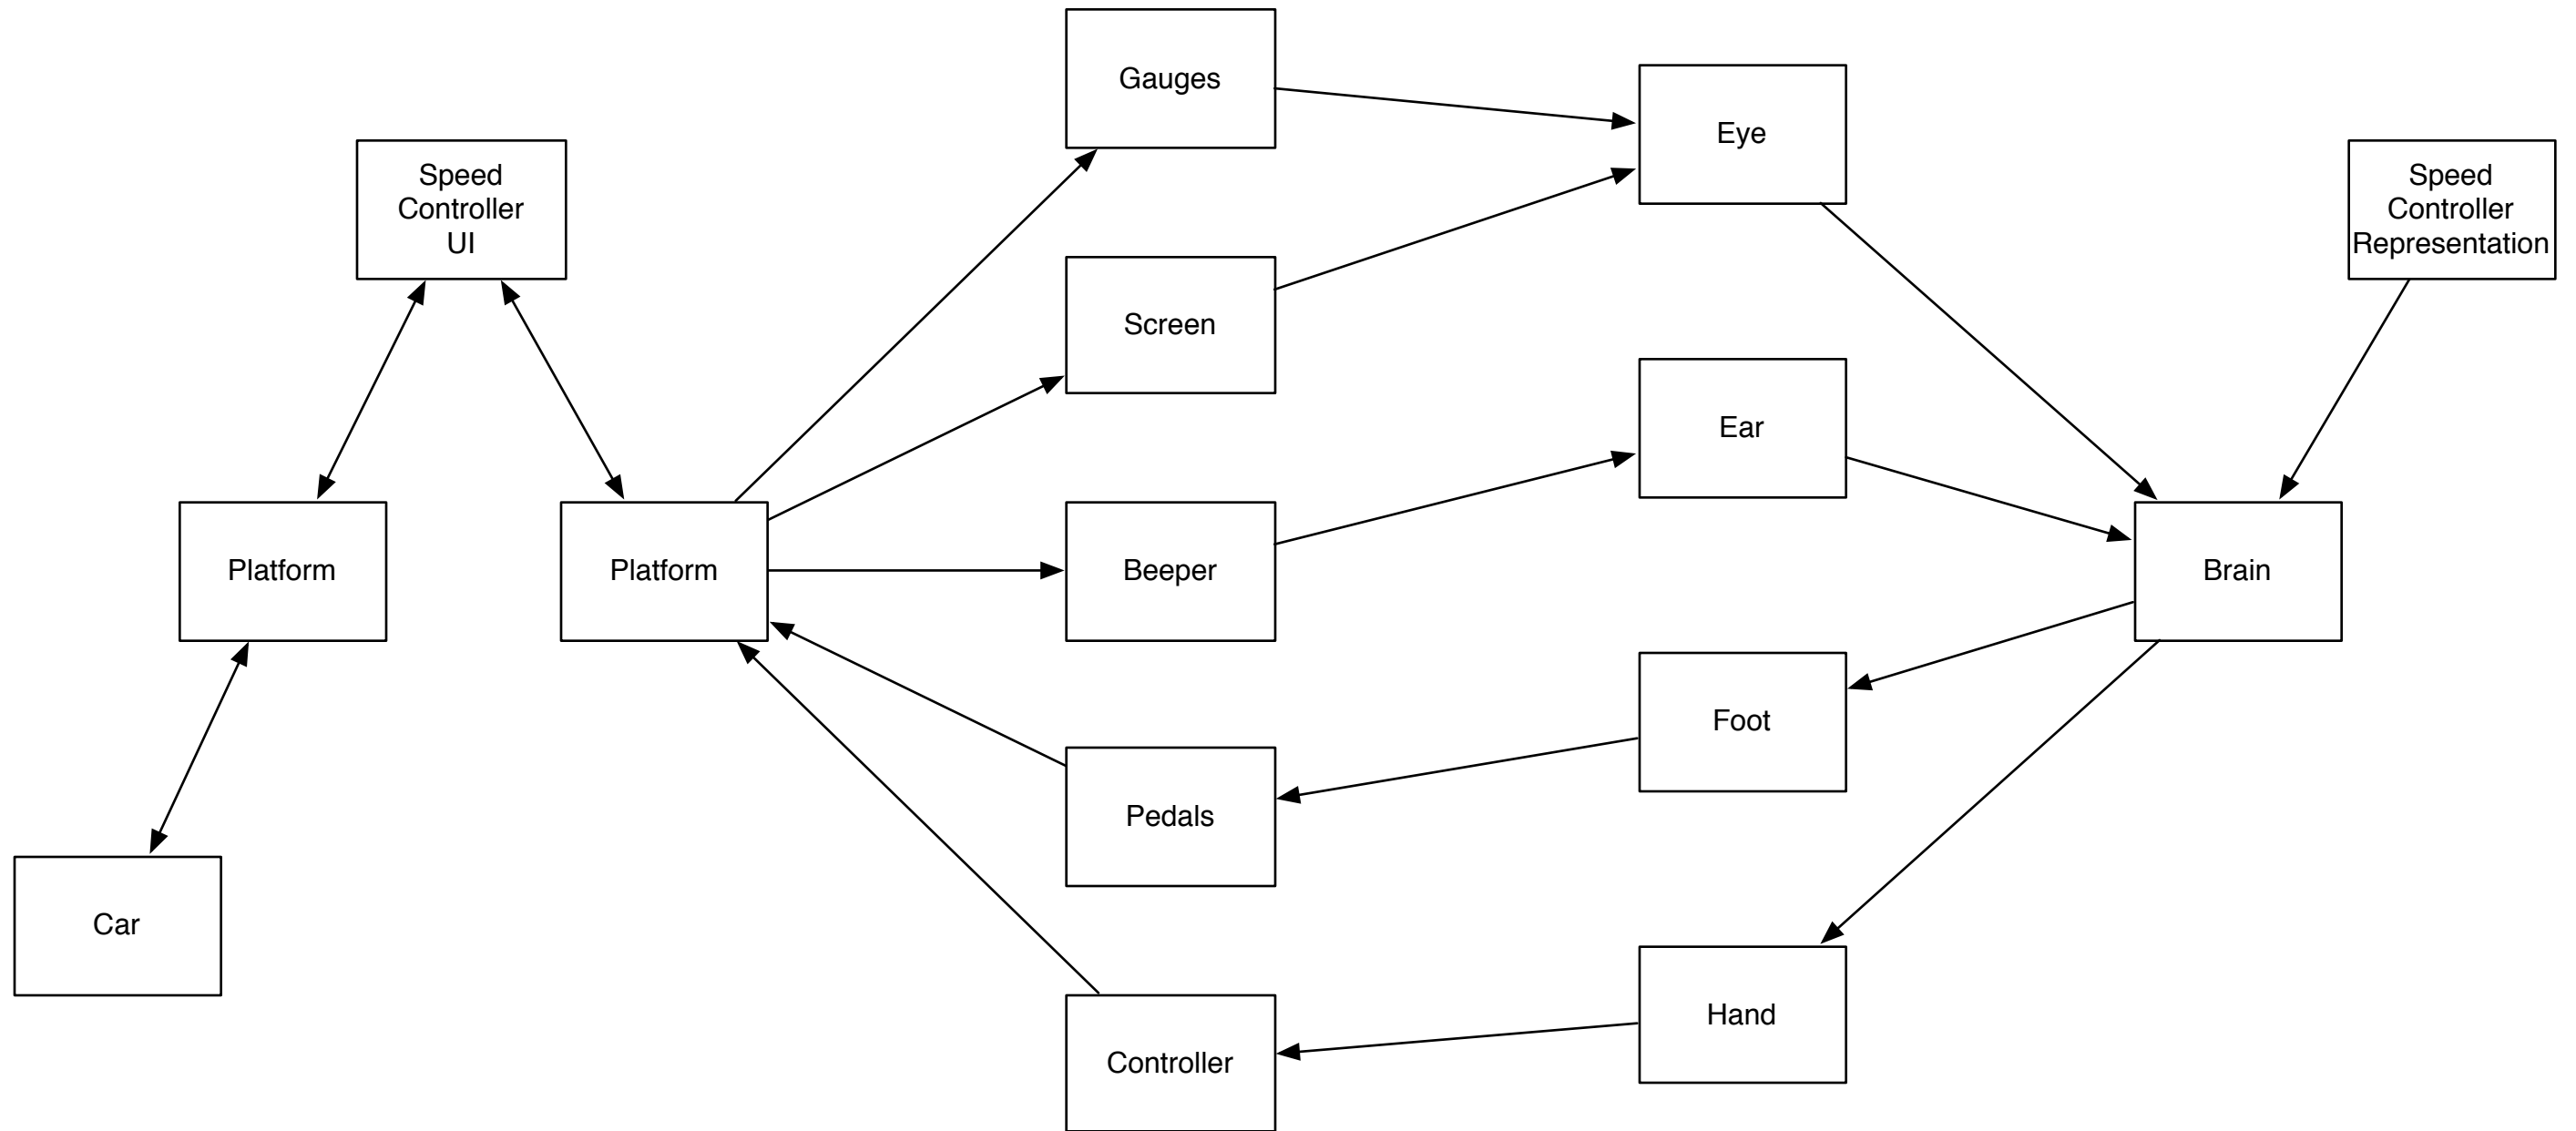 Gauges
Eye
Speed
Controller
UI
Speed
Controller
Representation
Screen
Ear
Platform
Platform
Beeper
Brain
Foot
Pedals
Car
Hand
Controller